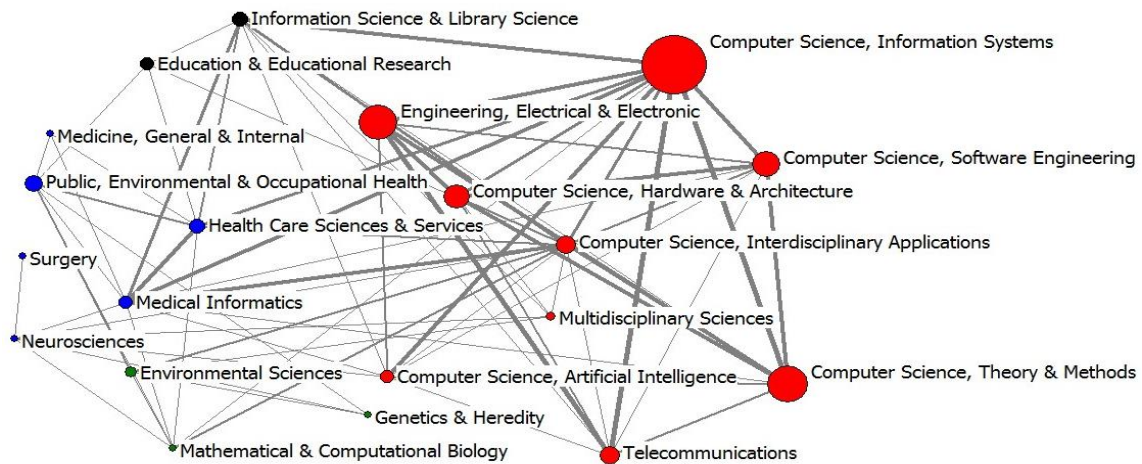 Information Science & Library Science
Computer Science, Information Systems
Education & Educational Research
Engineering, Electrical & Electronic
Medicine, General & Internal
Computer Science, Software Engineering
Public, Environmental & Occupational Health
Computer Science, Hardware & Architecture
Health Care Sciences & Services
Computer Science, Interdisciplinary Applications
Surgery
Medical Informatics
Multidisciplinary Sciences
Neurosciences
Environmental Sciences
Computer Science, Artificial Intelligence
Computer Science, Theory & Methods
Genetics & Heredity
Mathematical & Computational Biology
Telecommunications